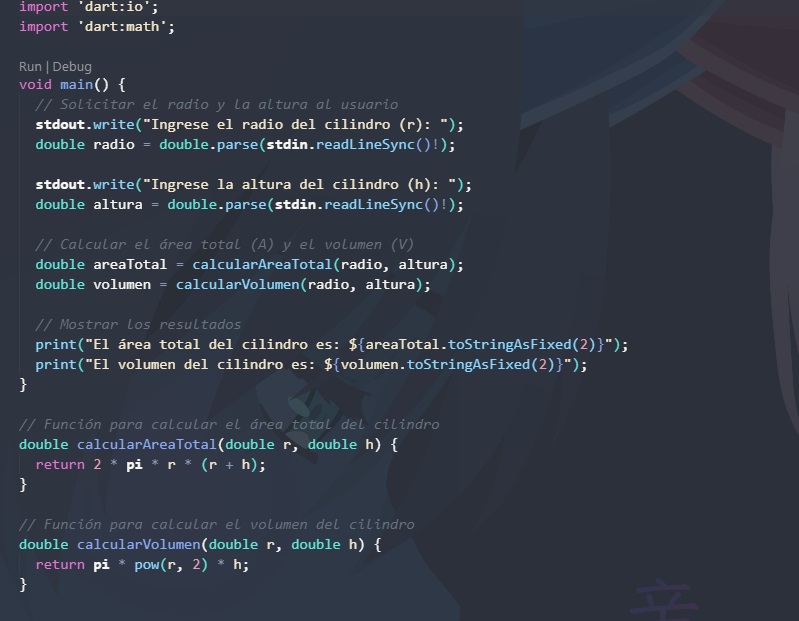 import 'dart:io';
import 'dart:math';
Run | Debug
void main() {
// Solicitar el radio y la altura al usuario
stdout.write("Ingrese el radio del cilindro (r): ");
double radio = double.parse(stdin.readLineSync()!);
stdout.write("Ingrese la altura del cilindro (h): ");
double altura = double.parse(stdin.readLineSync()!);
// Calcular el área total (A) y el volumen (V)
double areaTotal = calcularAreaTotal(radio, altura);
double volumen = calcularVolumen(radio, altura);
// Mostrar los resultados
print("El área total del cilindro es: ${areaTotal.toStringAsFixed(2)}");
print("El volumen del cilindro es: ${volumen.toStringAsFixed(2)}");
}
// Función para calcular el área total del cilindro
double calcularAreaTotal(double r, double h) {
return 2 * pi * r * (r + h);
}
// Función para calcular el volumen del cilindro
double calcularVolumen(double r, double h) {
return pi * pow(r, 2) * h;
}